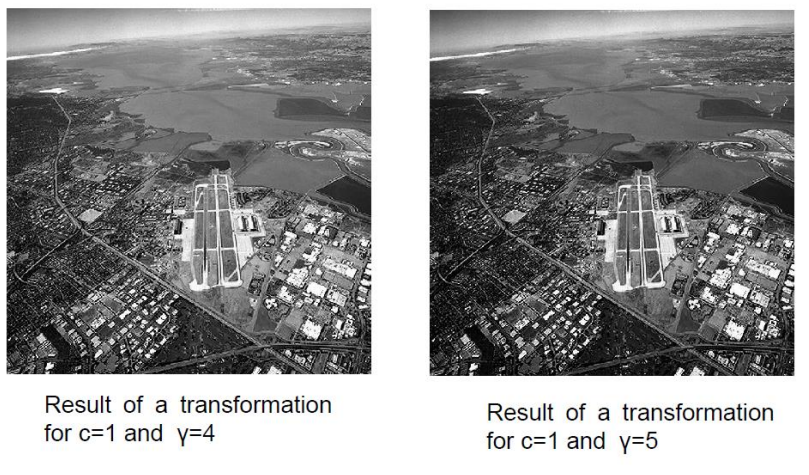 Result of a transformation
for c=1 and γ=4
Result of a transformation
for c=1 and γ=5